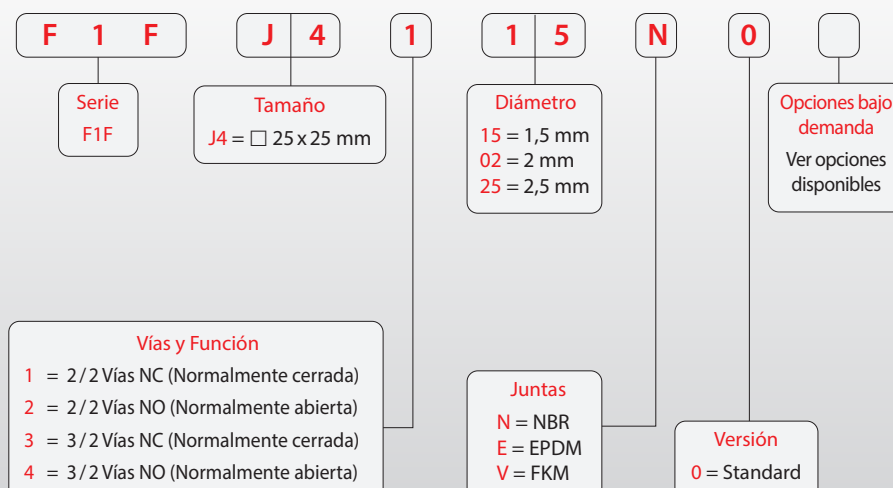 F 1 F J 4 1 1 5 N 0
Serie
F1F
Tamaño
J4 = □ 25 x 25 mm
Diámetro
15 = 1,5 mm
02 = 2 mm
25 = 2,5 mm
Opciones bajo
demanda
Ver opciones
disponibles
Vías y Función
1 = 2/2 Vías NC (Normalmente cerrada)
2 = 2/2 Vías NO (Normalmente abierta)
3 = 3/2 Vías NC (Normalmente cerrada)
4 = 3/2 Vías NO (Normalmente abierta)
Juntas
N = NBR
E = EPDM
V = FKM
Versión
0 = Standard